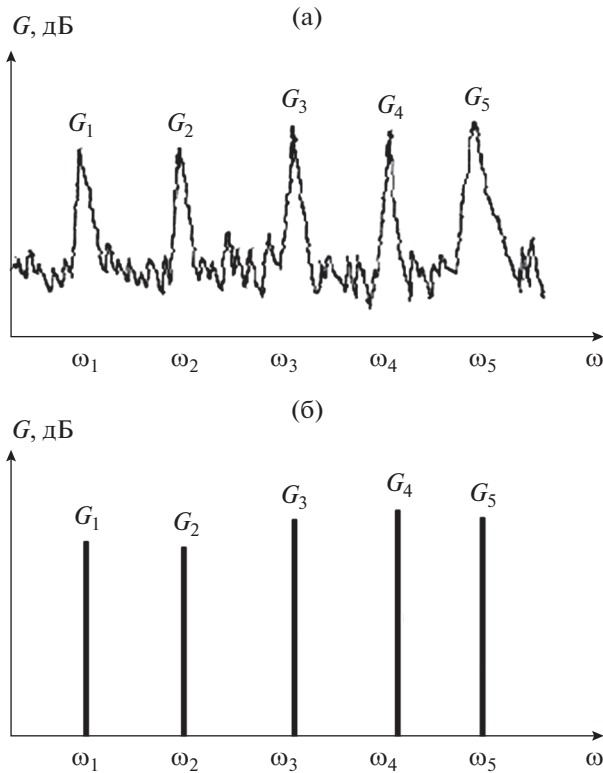 (а)
G, дБ
G₁ G₂ G₃ G₄ G₅
ω₁ ω₂ ω₃ ω₄ ω₅ ω
(б)
G, дБ
G₁ G₂ G₃ G₄ G₅
ω₁ ω₂ ω₃ ω₄ ω₅ ω